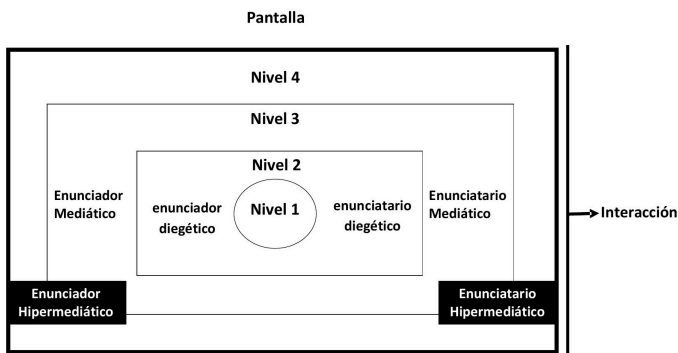 Pantalla
Nivel 4
Nivel 3
Nivel 2
Enunciador
Mediático
enunciador
diegético
Nivel 1
enunciatario
diegético
Enunciatario
Mediático
Interacción
Enunciador
Hipermediático
Enunciatario
Hipermediático